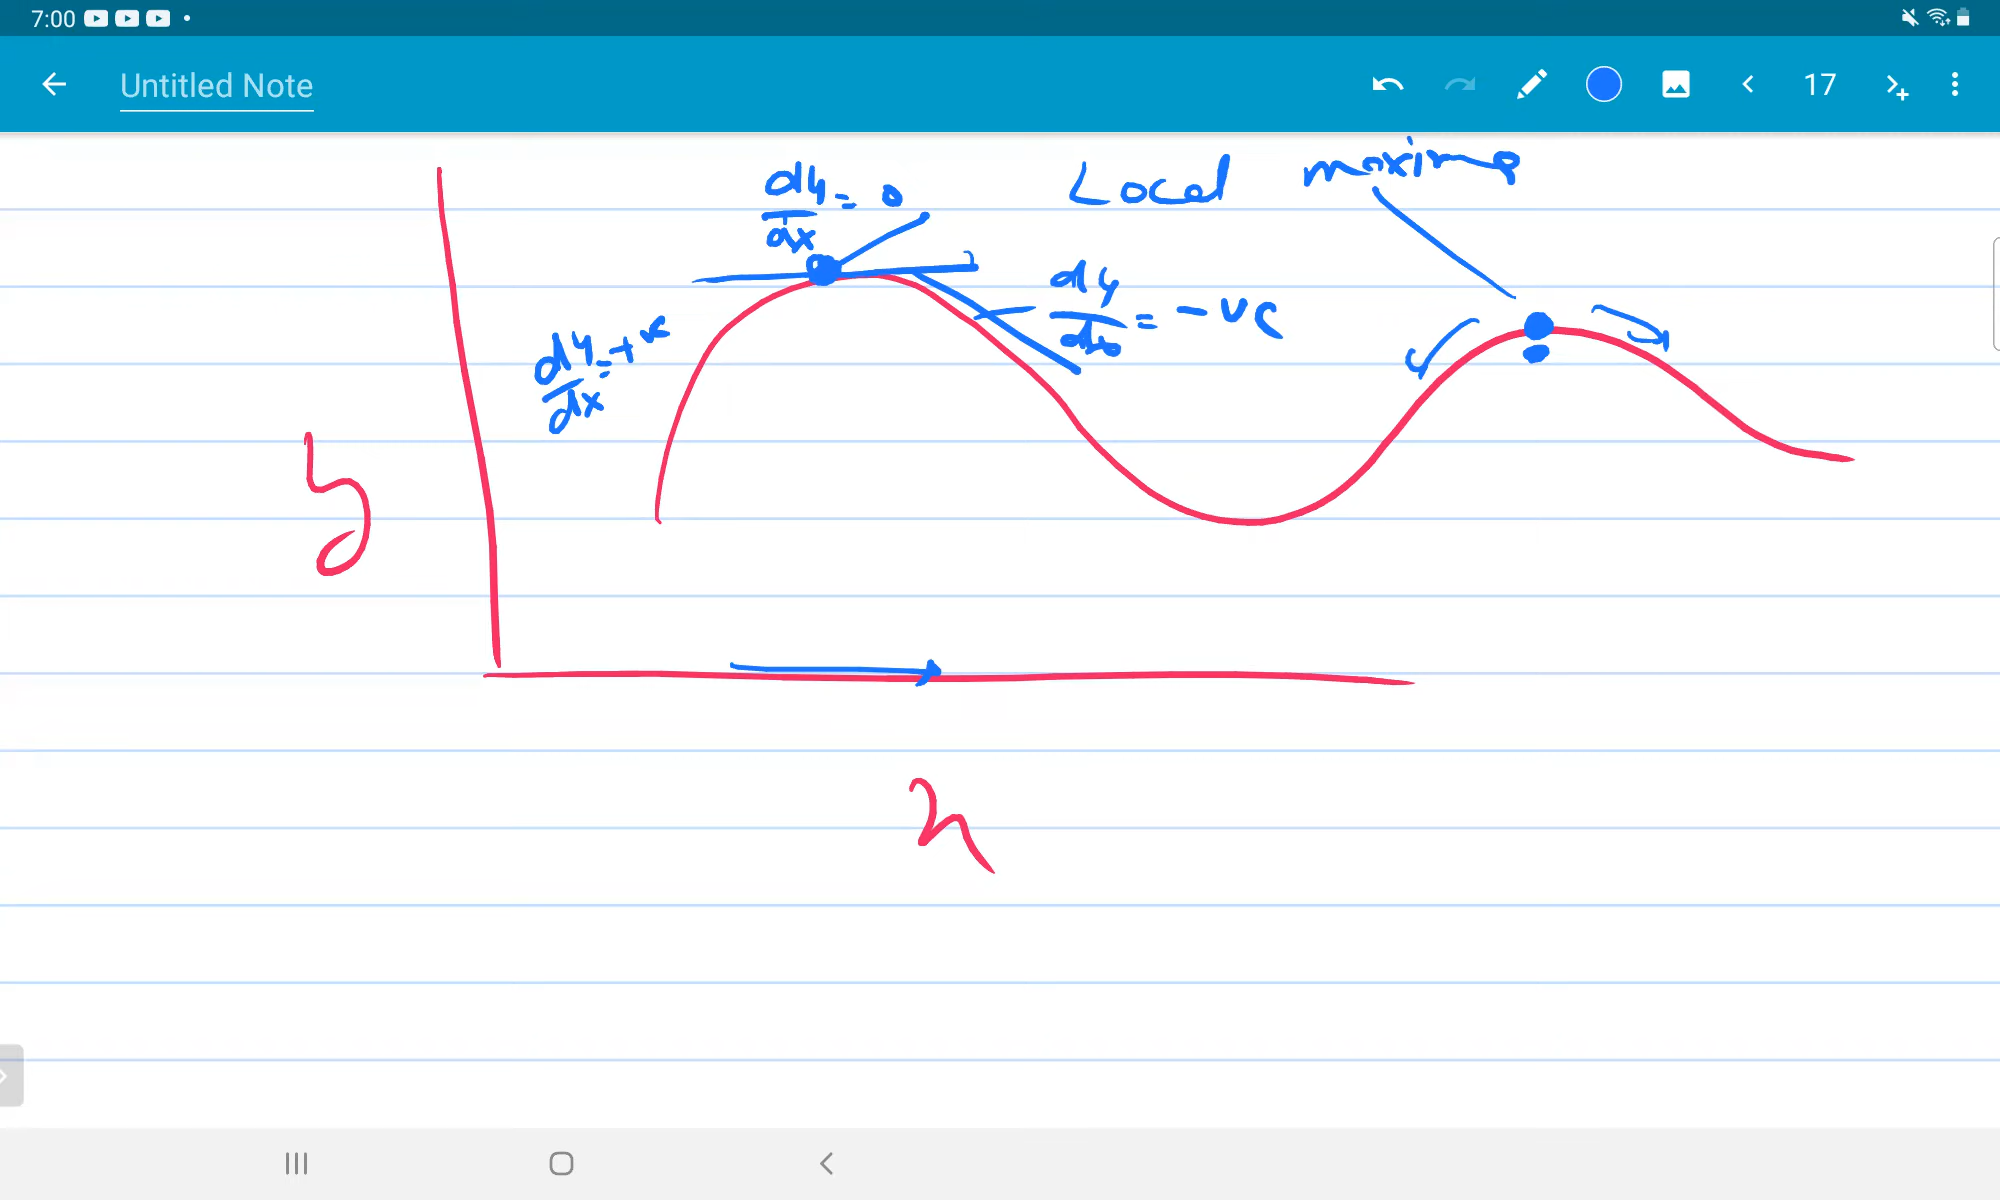 7:00
Untitled Note
17
dy/dx = 0
Local maxima
dy/dx = + ve
dy/dx = - ve
y
x